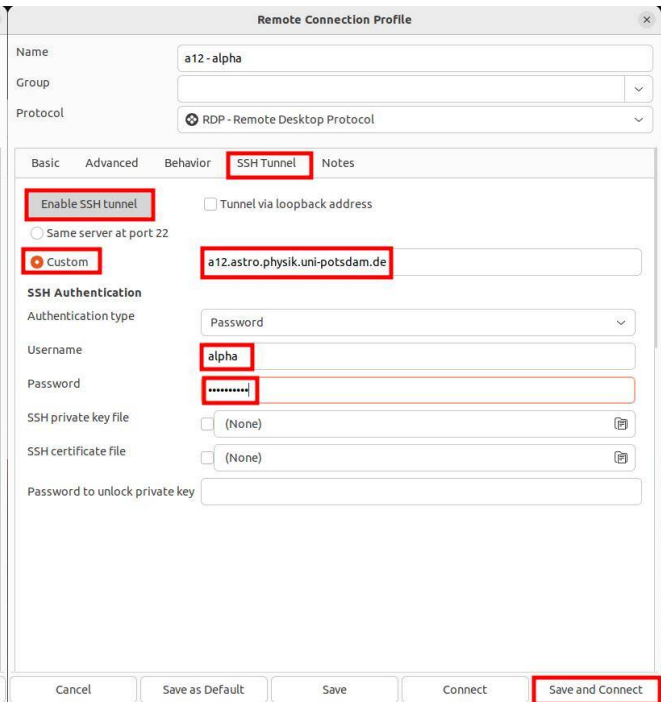 Remote Connection Profile
Name
a12 - alpha
Group
Protocol
RDP - Remote Desktop Protocol
Basic Advanced Behavior SSH Tunnel Notes
Enable SSH tunnel Tunnel via loopback address
Same server at port 22
Custom a12.astro.physik.uni-potsdam.de
SSH Authentication
Authentication type Password
Username alpha
Password ••••••••••
SSH private key file (None)
SSH certificate file (None)
Password to unlock private key
Cancel Save as Default Save Connect Save and Connect